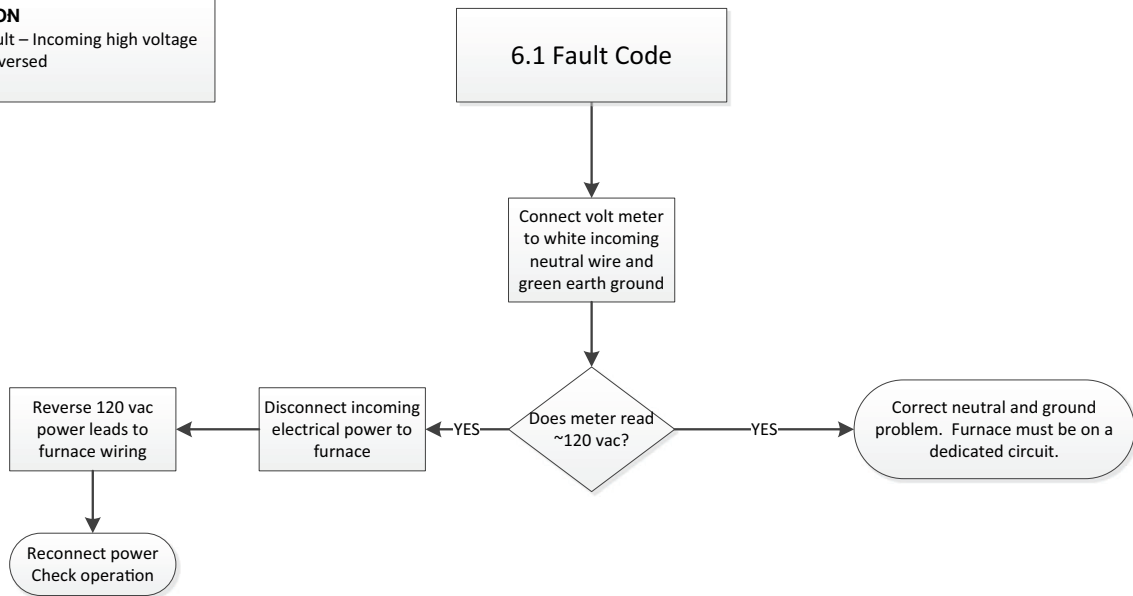 ult – Incoming high voltage
6.1 Fault Code
Connect volt meter
to white incoming
neutral wire and
green earth ground
Does meter read
~120 vac?
YES
Disconnect incoming
electrical power to
furnace
Reverse 120 vac
power leads to
furnace wiring
Reconnect power
Check operation
YES
Correct neutral and ground
problem. Furnace must be on a
dedicated circuit.